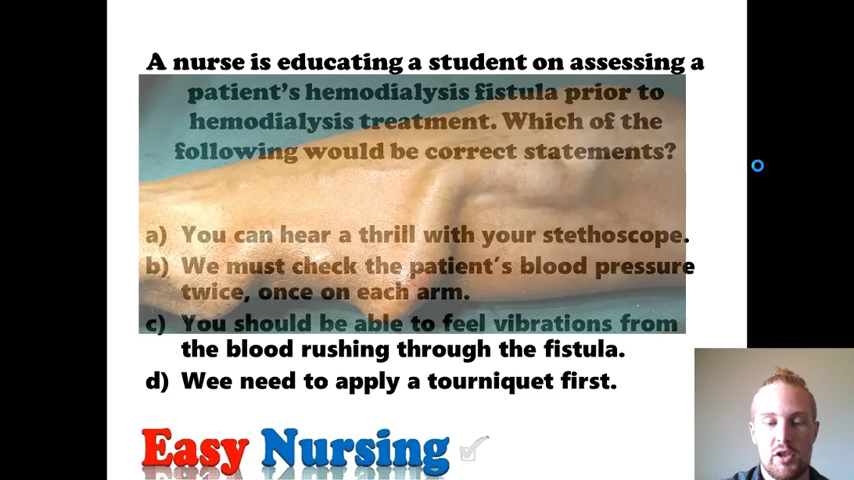 A nurse is educating a student on assessing a
patient's hemodialysis fistula prior to
hemodialysis treatment. Which of the
following would be correct statements?
a) You can hear a thrill with your stethoscope.
b) We must check the patient's blood pressure
twice, once on each arm.
c) You should be able to feel vibrations from
the blood rushing through the fistula.
d) Wee need to apply a tourniquet first.
Easy Nursing